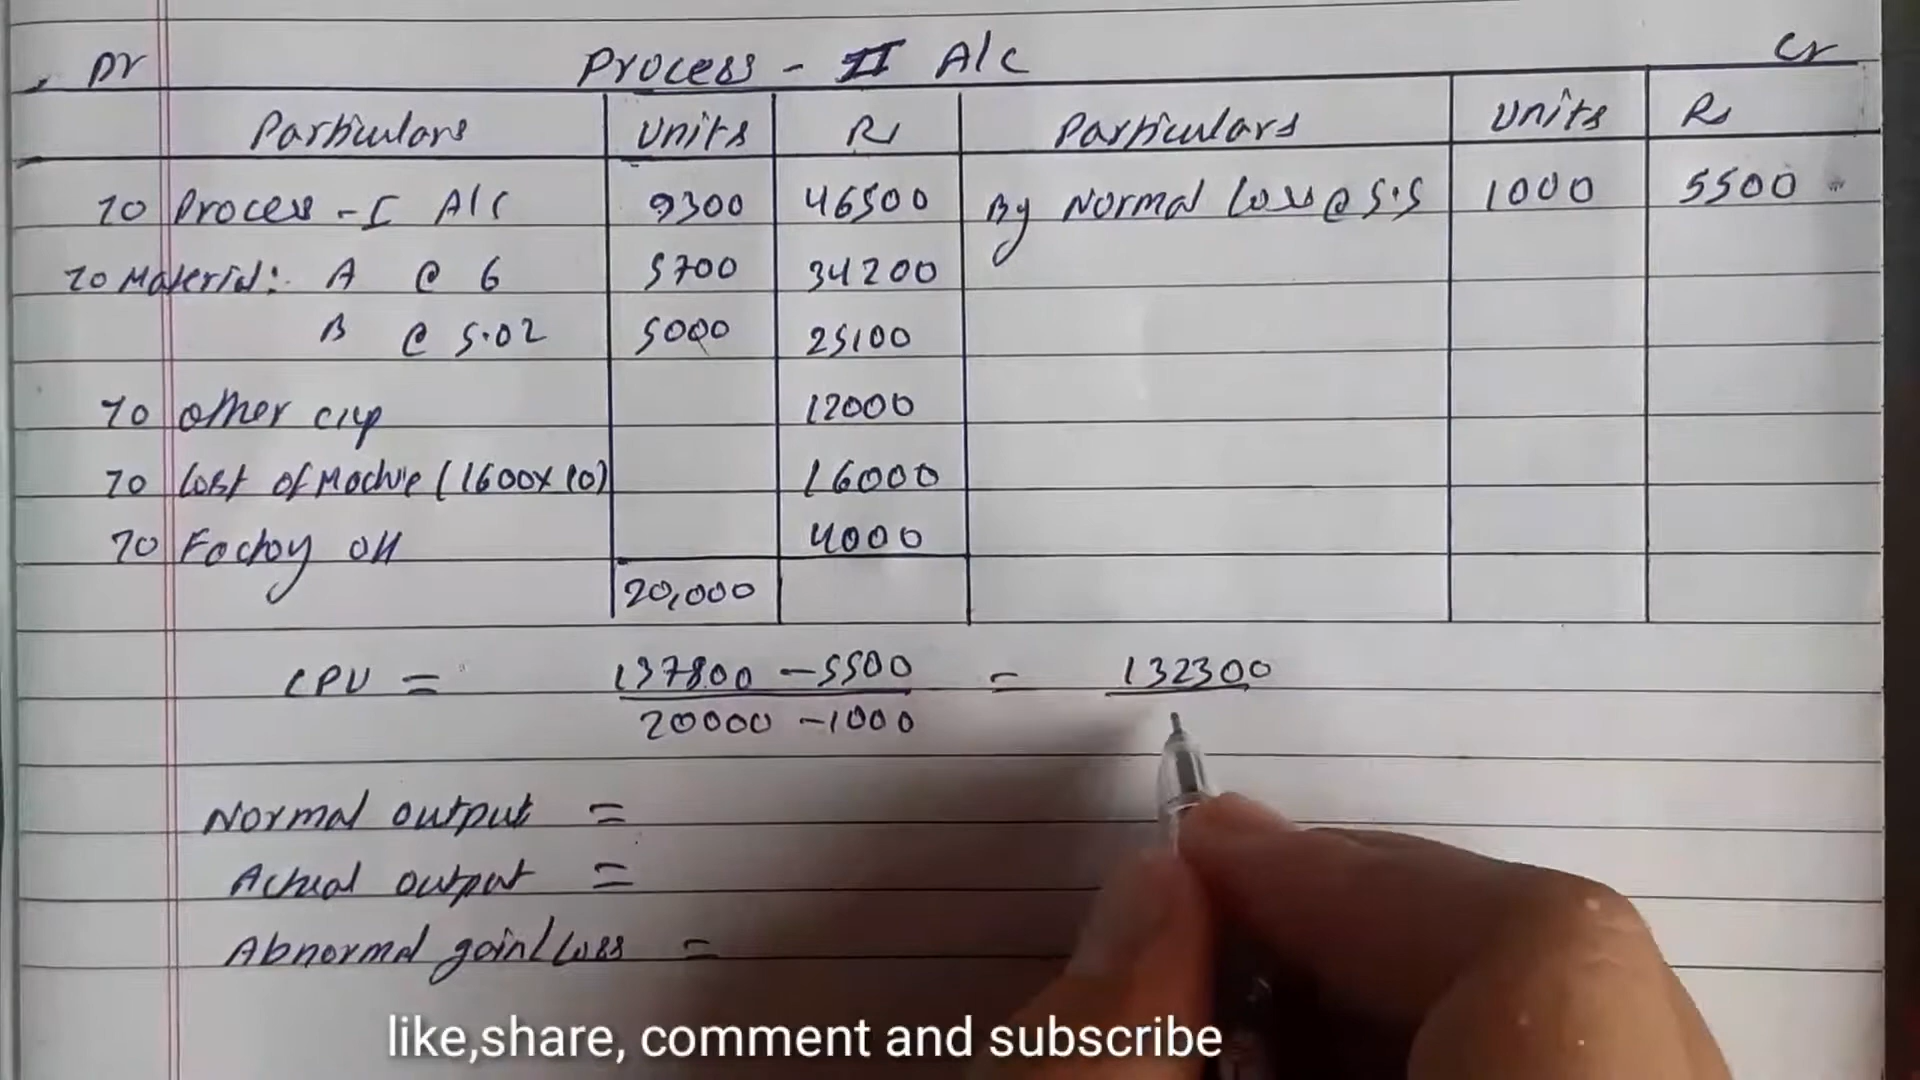 Dr Process - II A/c Cr
Particulars Units Rs Particulars Units Rs
To Process - I A/c 9300 46500 By Normal Loss @ 5.5 1000 5500
To Material: A @ 6 5700 34200
B @ 5.02 5000 25100
To other exp 12000
To Cost of Machine (1600x10) 16000
To Factory OH 4000
20,000
CPU = 137800 - 5500 = 132300
20000 - 1000
Normal output =
Actual output =
Abnormal gain/Loss =
like,share, comment and subscribe